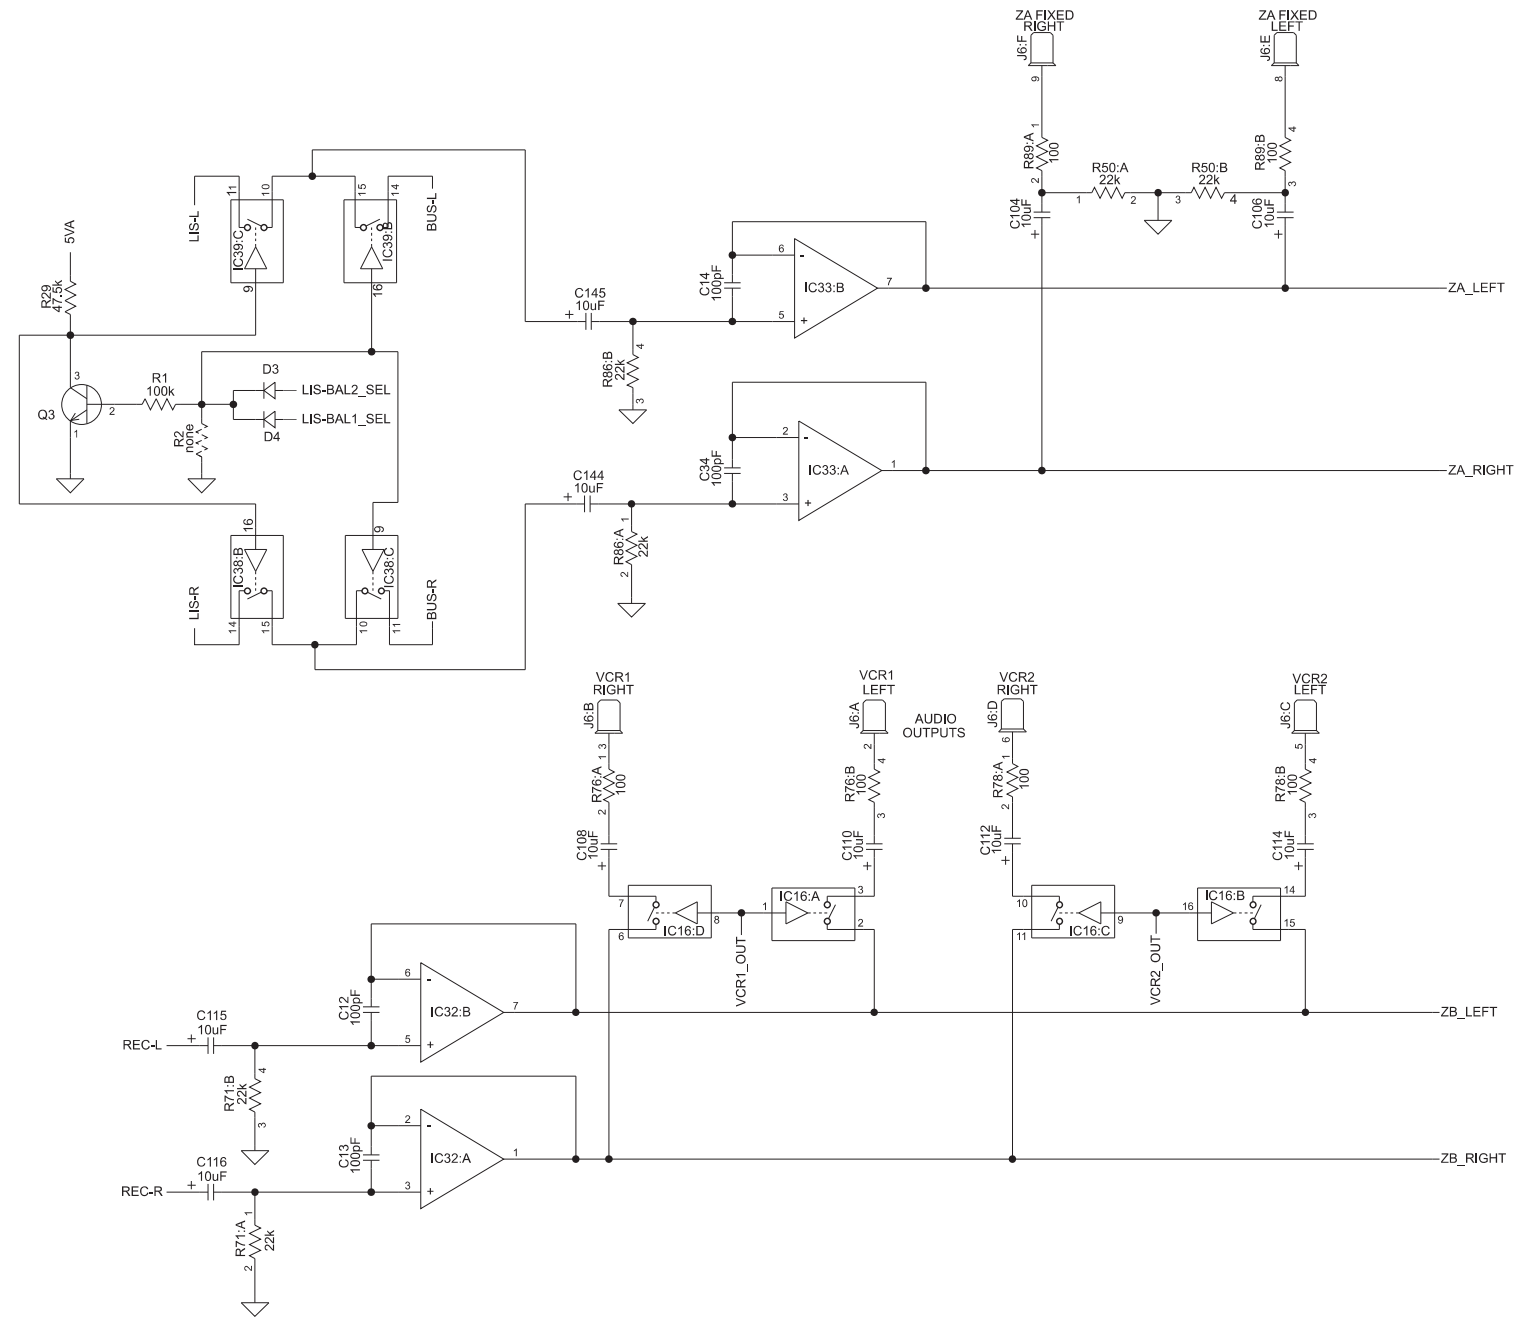 ZA FIXED
RIGHT
J6:F
9
1
R89:A
100
2
C104
10uF
+
ZA FIXED
LEFT
J6:E
8
4
R89:B
100
3
C106
10uF
+
R50:A
22k
1
2
R50:B
22k
3
4
LIS-L
11
10
IC39:C
9
15
14
BUS-L
IC39:B
16
5VA
R29
47.5k
3
Q3
2
1
R1
100k
R2
none
D3
LIS-BAL2_SEL
LIS-BAL1_SEL
D4
16
IC38:B
LIS-R
14
15
9
IC38:C
10
11
BUS-R
C145
10uF
+
4
R86:B
22k
3
C14
100pF
6
-
5
+
IC33:B
7
ZA_LEFT
C144
10uF
+
1
R86:A
22k
2
C34
100pF
2
-
3
+
IC33:A
1
ZA_RIGHT
VCR1
RIGHT
J6:B
3
1
R76:A
100
2
C108
10uF
+
VCR1
LEFT
J6:A
2
4
R76:B
100
3
C110
10uF
+
AUDIO
OUTPUTS
VCR2
RIGHT
J6:D
6
1
R78:A
100
2
C112
10uF
+
VCR2
LEFT
J6:C
5
4
R78:B
100
3
C114
10uF
+
7
6
IC16:D
8
VCR1_OUT
1
IC16:A
3
2
10
11
IC16:C
9
VCR2_OUT
16
IC16:B
14
15
REC-L
C115
10uF
+
4
R71:B
22k
3
C12
100pF
6
-
5
+
IC32:B
7
ZB_LEFT
REC-R
C116
10uF
+
1
R71:A
22k
2
C13
100pF
2
-
3
+
IC32:A
1
ZB_RIGHT